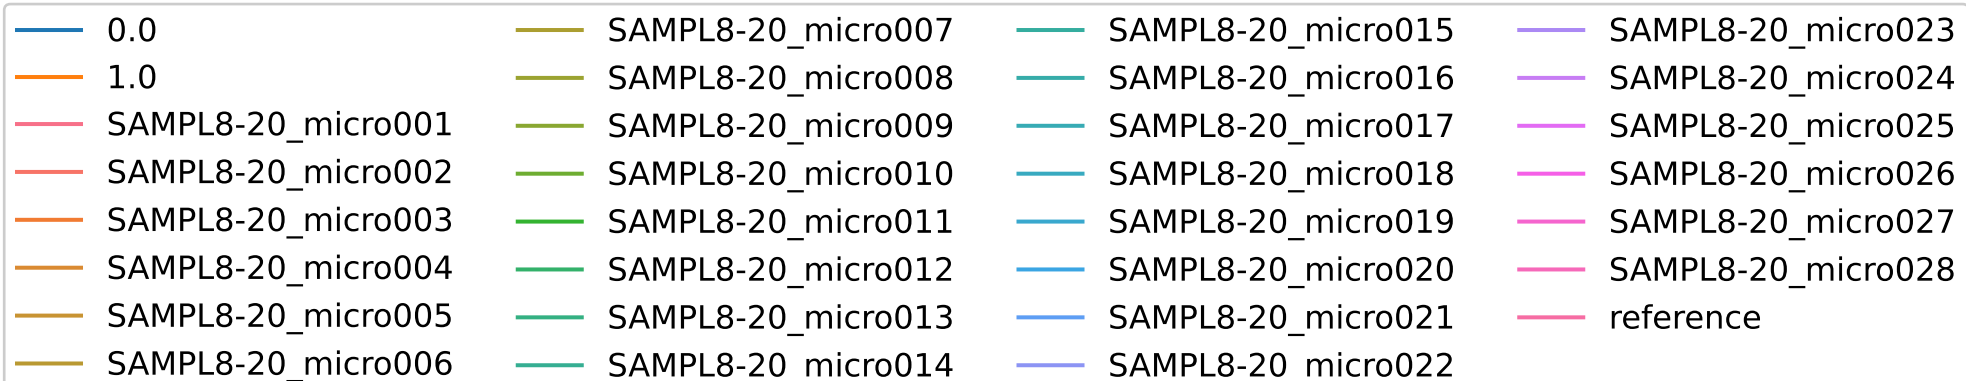 0.0
1.0
SAMPL8-20_micro001
SAMPL8-20_micro002
SAMPL8-20_micro003
SAMPL8-20_micro004
SAMPL8-20_micro005
SAMPL8-20_micro006
SAMPL8-20_micro007
SAMPL8-20_micro008
SAMPL8-20_micro009
SAMPL8-20_micro010
SAMPL8-20_micro011
SAMPL8-20_micro012
SAMPL8-20_micro013
SAMPL8-20_micro014
SAMPL8-20_micro015
SAMPL8-20_micro016
SAMPL8-20_micro017
SAMPL8-20_micro018
SAMPL8-20_micro019
SAMPL8-20_micro020
SAMPL8-20_micro021
SAMPL8-20_micro022
SAMPL8-20_micro023
SAMPL8-20_micro024
SAMPL8-20_micro025
SAMPL8-20_micro026
SAMPL8-20_micro027
SAMPL8-20_micro028
reference